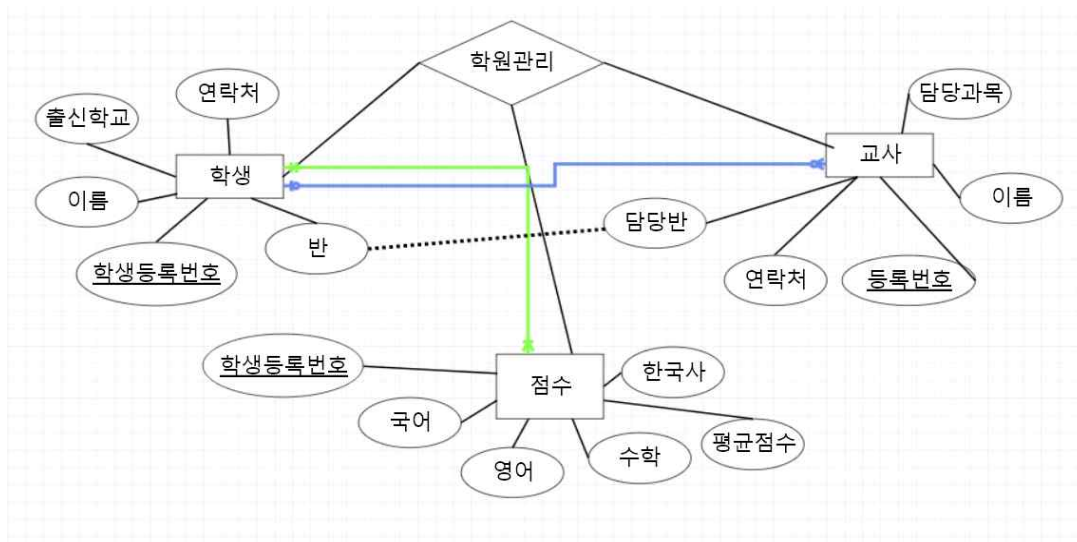 학원관리
연락처
출신학교
학생
이름
학생등록번호
반
담당과목
교사
이름
담당반
연락처
등록번호
학생등록번호
점수
한국사
국어
영어
수학
평균점수